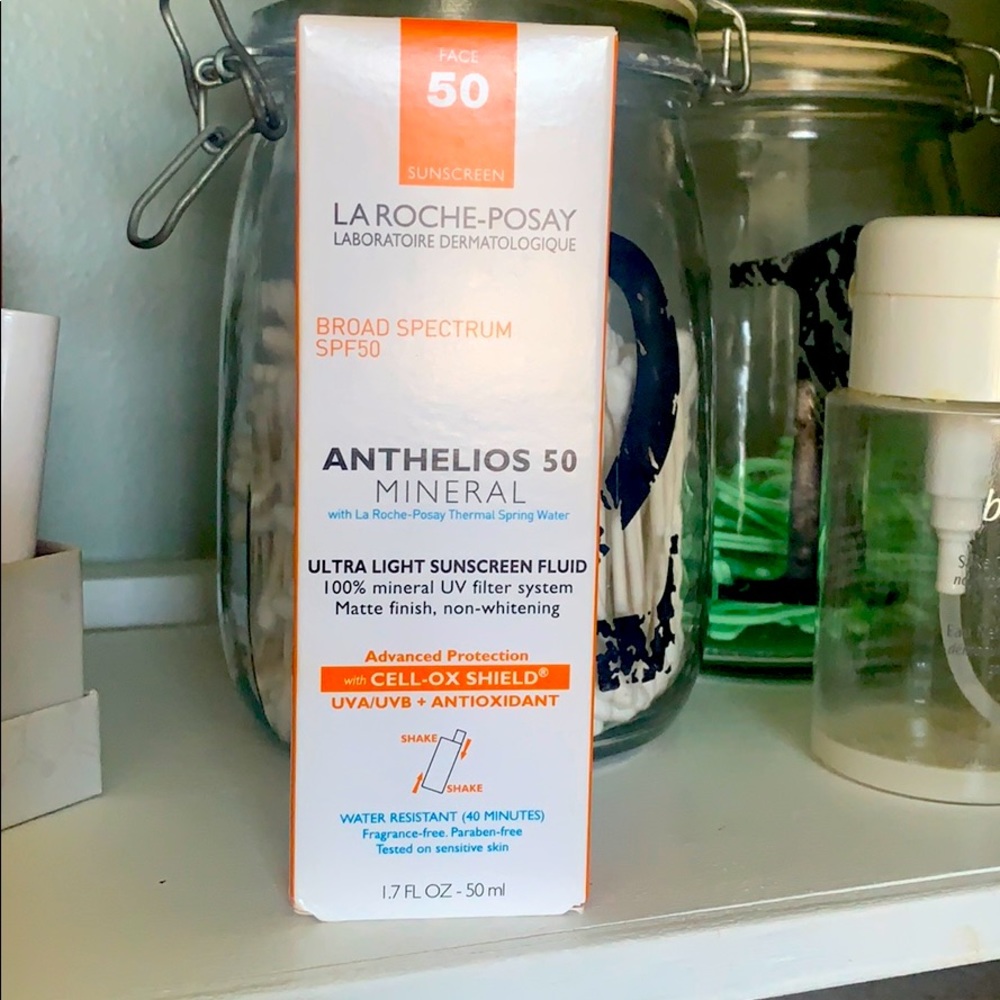 FACE
50
SUNSCREEN
LA ROCHE-POSAY
LABORATOIRE DERMATOLOGIQUE
BROAD SPECTRUM
SPF50
ANTHELIOS 50
MINERAL
with La Roche-Posay Thermal Spring Water
ULTRA LIGHT SUNSCREEN FLUID
100% mineral UV filter system
Matte finish, non-whitening
Advanced Protection
with CELL-OX SHIELD®
UVA/UVB + ANTIOXIDANT
SHAKE
SHAKE
WATER RESISTANT (40 MINUTES)
Fragrance-free. Paraben-free
Tested on sensitive skin
1.7 FL OZ - 50 ml
b